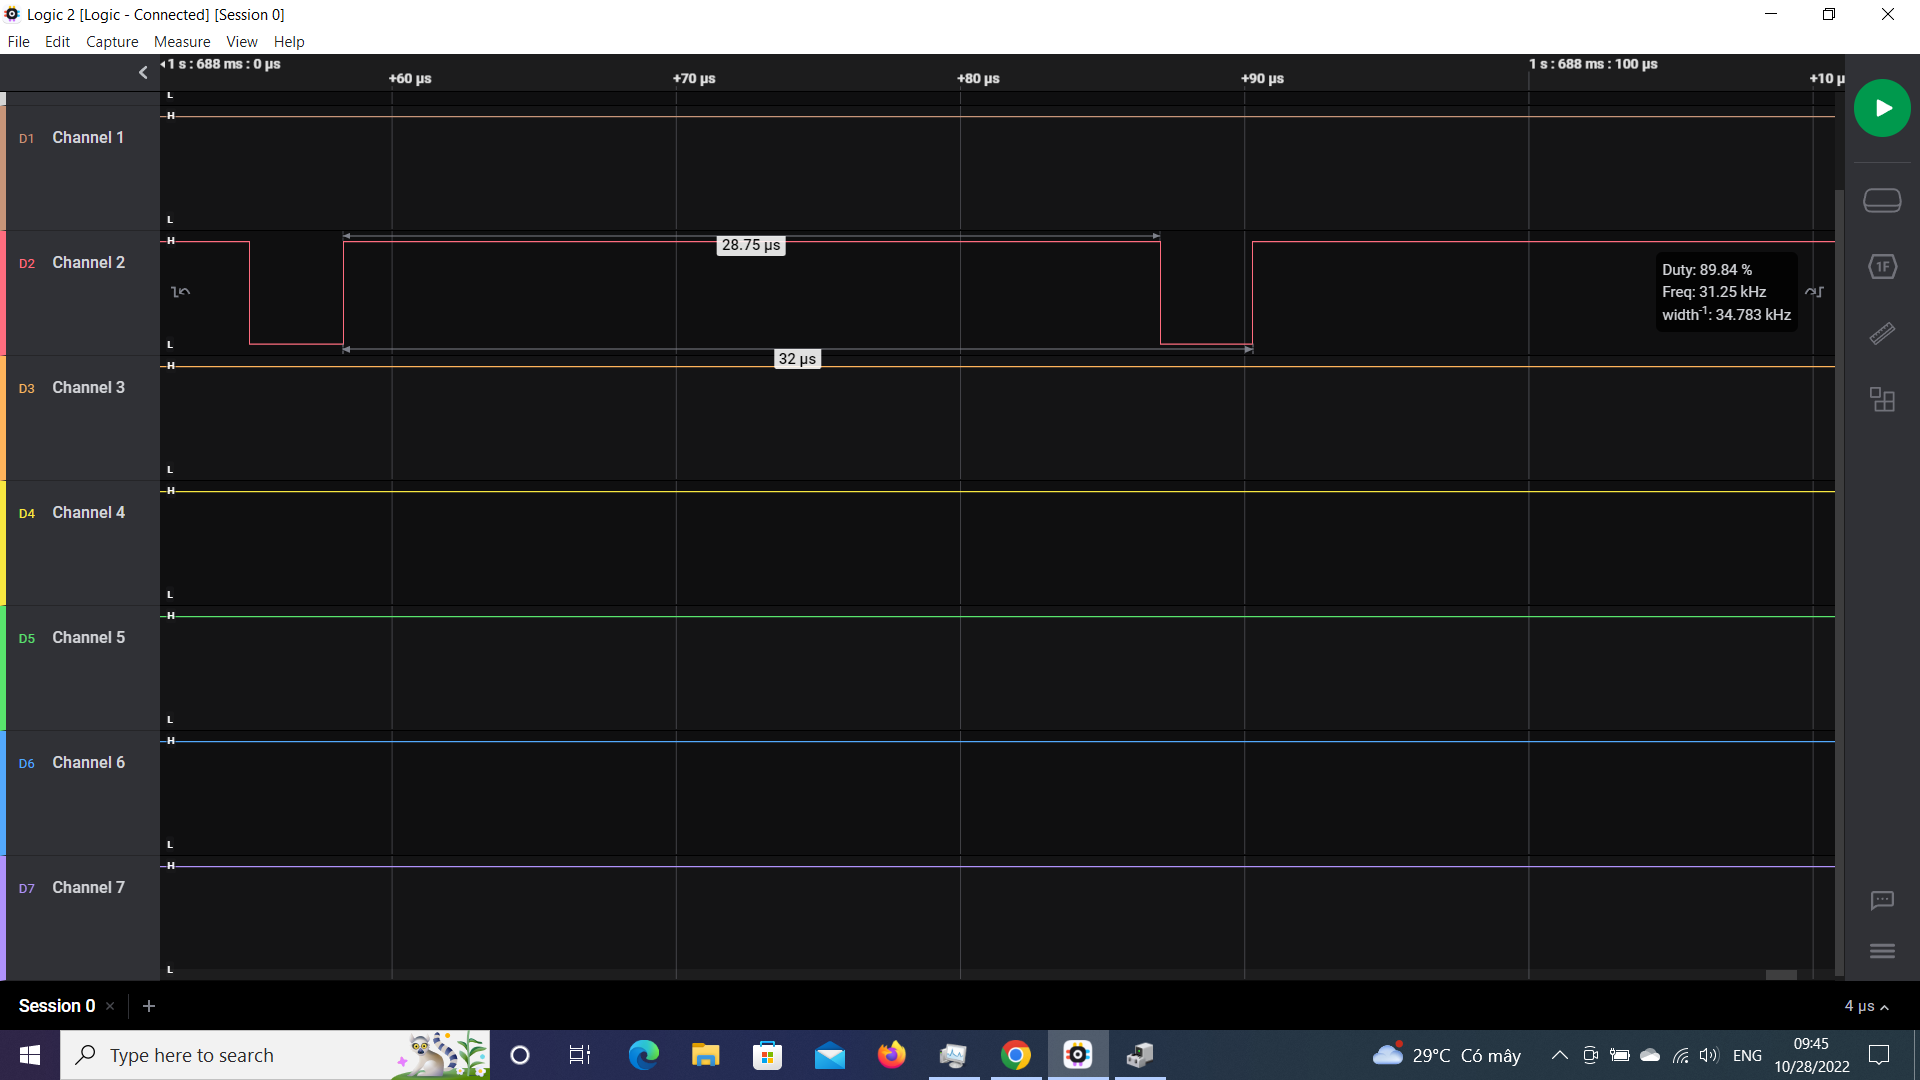 Logic 2 [Logic - Connected] [Session 0]
File Edit Capture Measure View Help
1 s : 688 ms : 0 µs
1 s : 688 ms : 100 µs
+60 µs +70 µs +80 µs +90 µs +10 µ
L
H
D1 Channel 1
L
H
28.75 µs
D2 Channel 2
Duty: 89.84 %
Freq: 31.25 kHz
width-1: 34.783 kHz
1F
L
32 µs
H
D3 Channel 3
L
H
D4 Channel 4
L
H
D5 Channel 5
L
H
D6 Channel 6
L
H
D7 Channel 7
L
Session 0
4 µs
Type here to search
29°C Có mây
ENG
09:45
10/28/2022